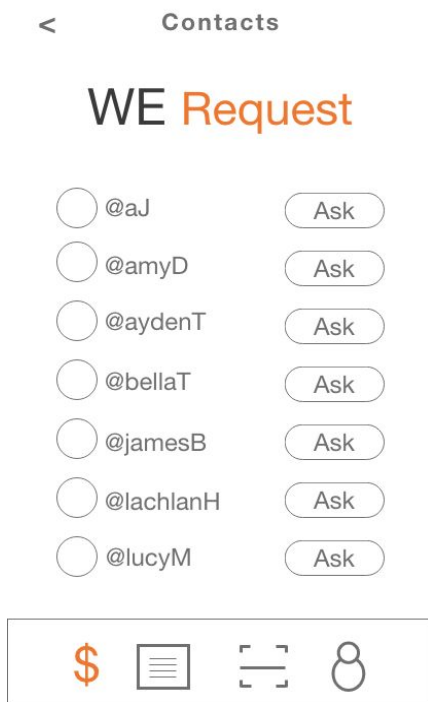 < Contacts
WE Request
@aJ Ask
@amyD Ask
@aydenT Ask
@bellaT Ask
@jamesB Ask
@lachlanH Ask
@lucyM Ask
$